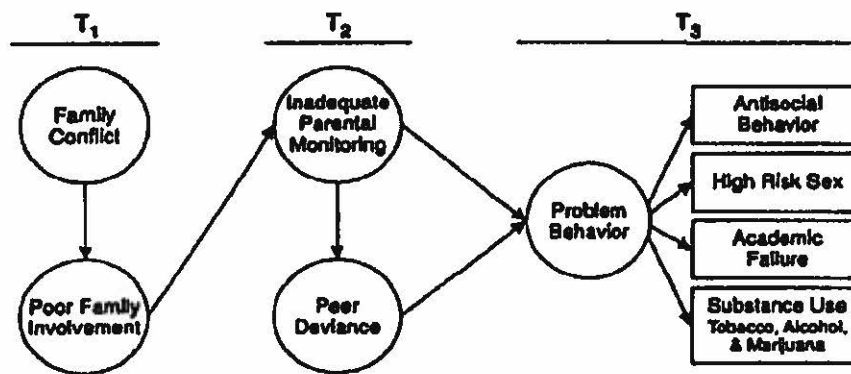 T1
T2
T3
Family
Conflict
Poor Family
Involvement
Inadequate
Parental
Monitoring
Peer
Deviance
Problem
Behavior
Antisocial
Behavior
High Risk Sex
Academic
Failure
Substance Use
Tobacco, Alcohol,
& Marijuana